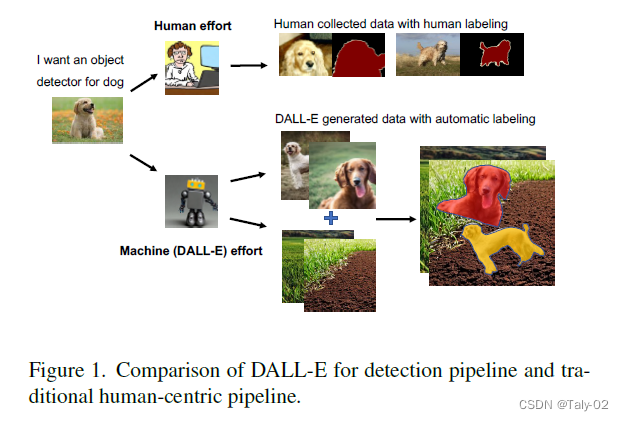 Human effort
Human collected data with human labeling
I want an object
detector for dog
DALL-E generated data with automatic labeling
Machine (DALL-E) effort
Figure 1. Comparison of DALL-E for detection pipeline and tra-
ditional human-centric pipeline.
CSDN @Taly-02